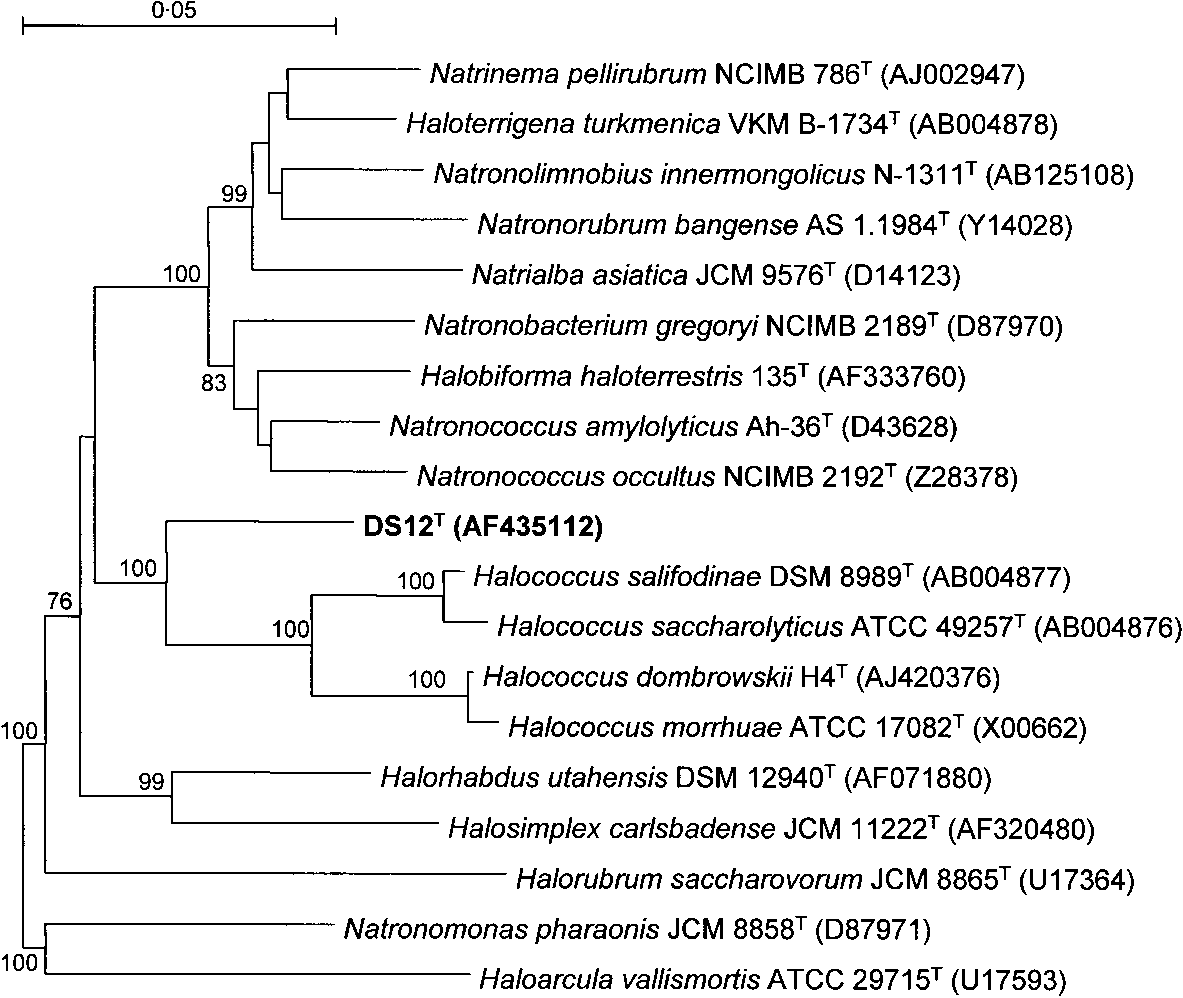 0·05
Natrinema pellirubrum NCIMB 786ᵀ (AJ002947)
Haloterrigena turkmenica VKM B-1734ᵀ (AB004878)
Natronolimnobius innermongolicus N-1311ᵀ (AB125108)
99
Natronorubrum bangense AS 1.1984ᵀ (Y14028)
100
Natrialba asiatica JCM 9576ᵀ (D14123)
Natronobacterium gregoryi NCIMB 2189ᵀ (D87970)
83
Halobiforma haloterrestris 135ᵀ (AF333760)
Natronococcus amylolyticus Ah-36ᵀ (D43628)
Natronococcus occultus NCIMB 2192ᵀ (Z28378)
DS12ᵀ (AF435112)
100
100
Halococcus salifodinae DSM 8989ᵀ (AB004877)
76
100
Halococcus saccharolyticus ATCC 49257ᵀ (AB004876)
100
Halococcus dombrowskii H4ᵀ (AJ420376)
100
Halococcus morrhuae ATCC 17082ᵀ (X00662)
99
Halorhabdus utahensis DSM 12940ᵀ (AF071880)
Halosimplex carlsbadense JCM 11222ᵀ (AF320480)
Halorubrum saccharovorum JCM 8865ᵀ (U17364)
Natronomonas pharaonis JCM 8858ᵀ (D87971)
100
Haloarcula vallismortis ATCC 29715ᵀ (U17593)